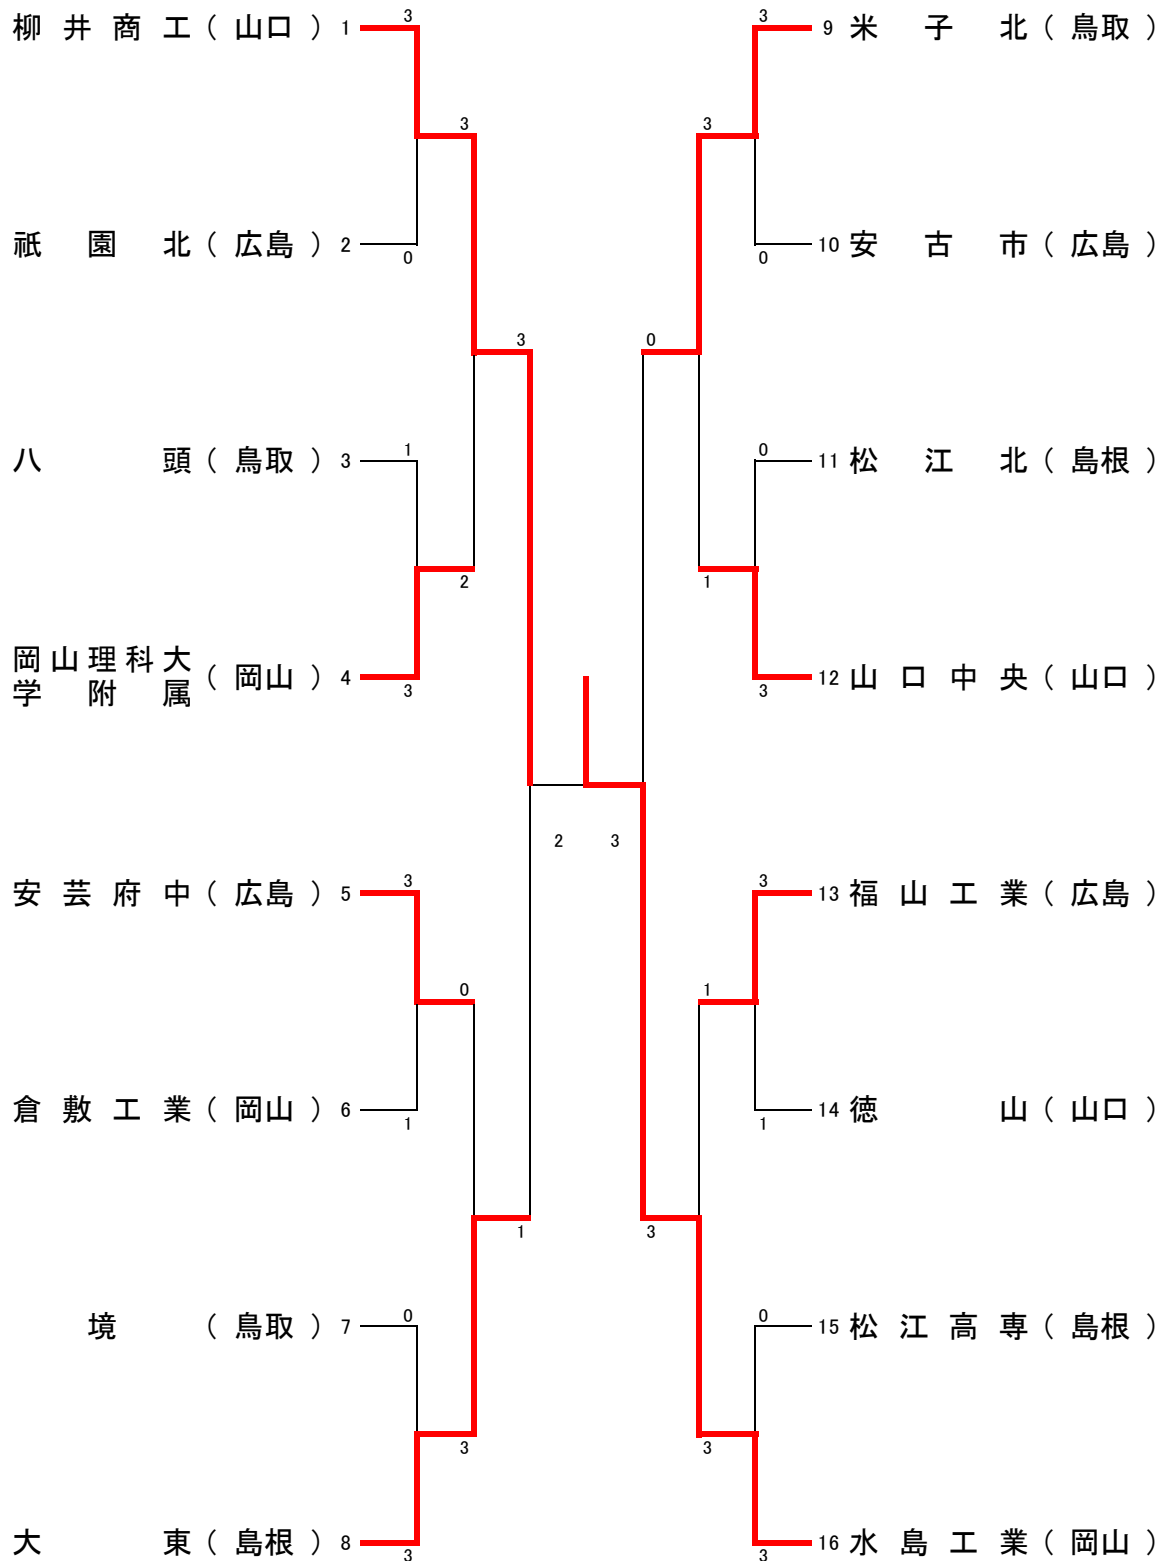 3 3
柳井商工(山口)1 9 米子北(鳥取)
3 3
祇園北(広島)2 10 安古市(広島)
0 0
3 0
1 0
八頭(鳥取)3 11 松江北(島根)
2 1
岡山理科大
学附属(岡山)4 12 山口中央(山口)
3 3
2 3
3 3
安芸府中(広島)5 13 福山工業(広島)
0 1
倉敷工業(岡山)6 14 徳山(山口)
1 1
1 3
0 0
境(鳥取)7 15 松江高専(島根)
3 3
大東(島根)8 16 水島工業(岡山)
3 3